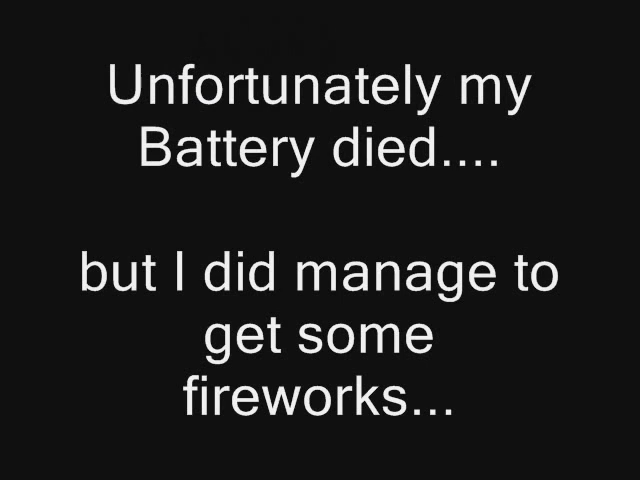 Unfortunately my
Battery died....
but I did manage to
get some
fireworks...